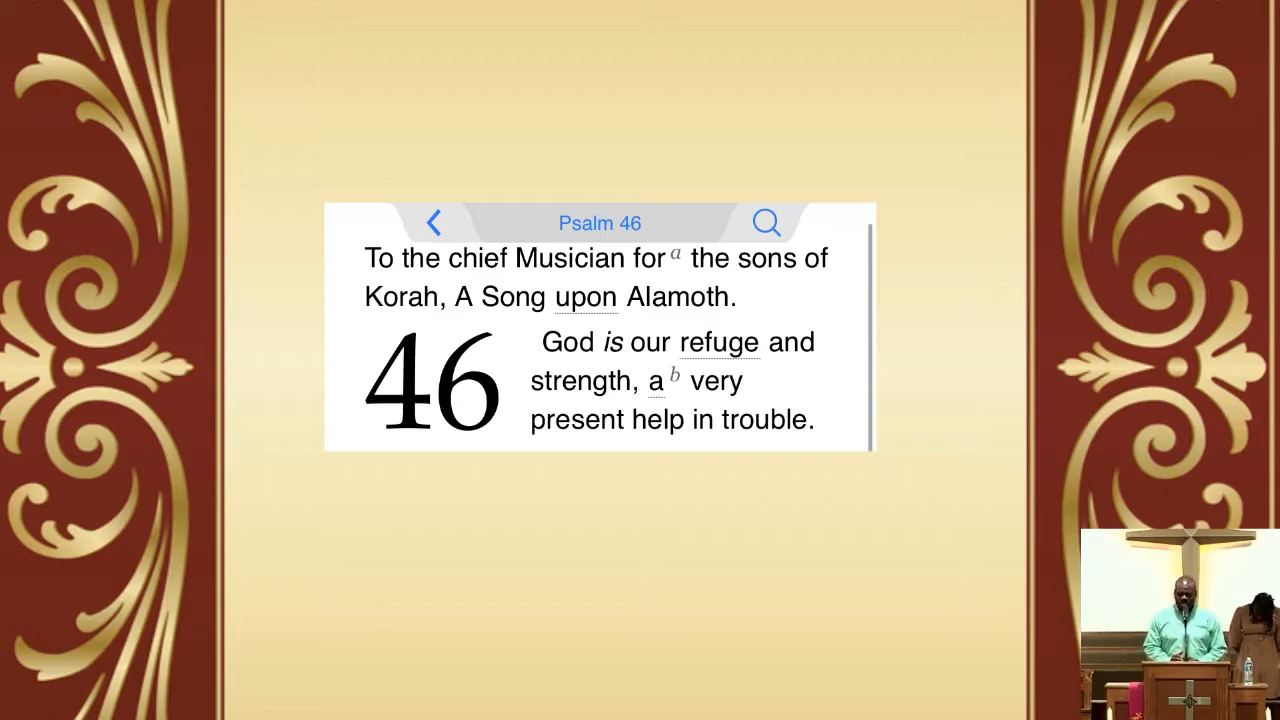 Psalm 46
To the chief Musician for a the sons of
Korah, A Song upon Alamoth.
46 God is our refuge and
strength, a b very
present help in trouble.